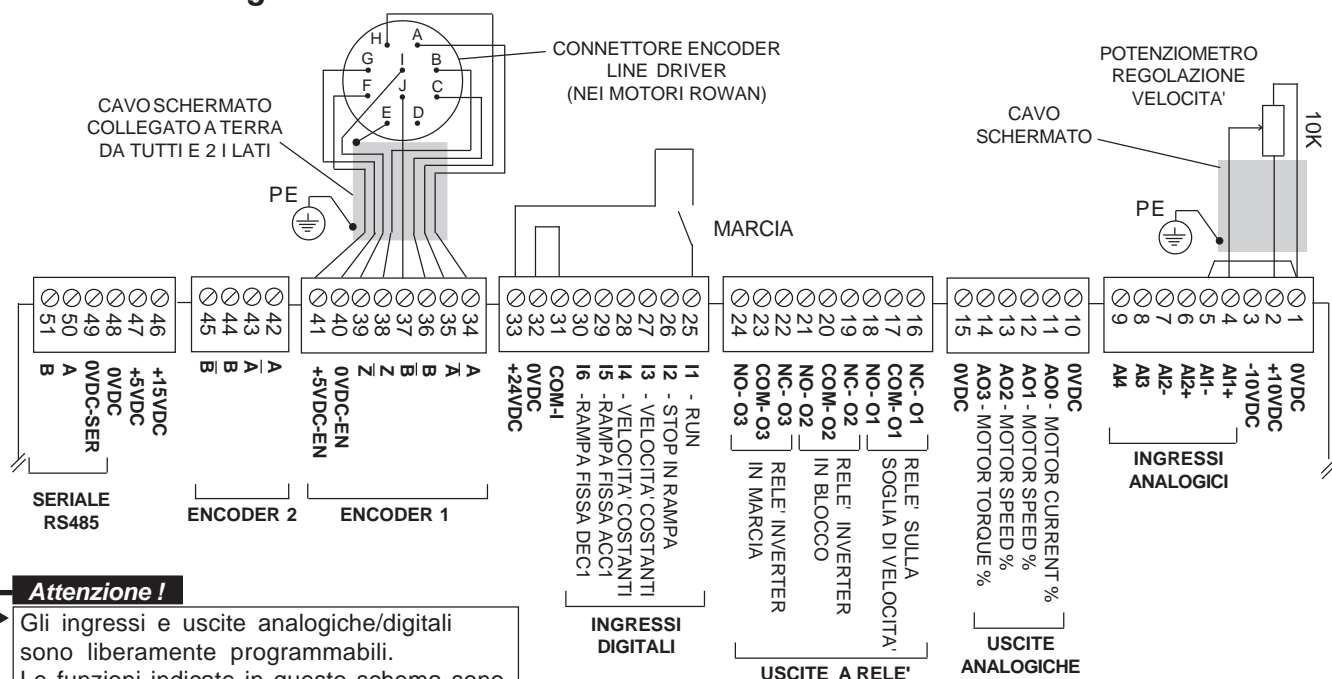 H
A
G
I
B
F
J
C
E
D
CONNETTORE ENCODER
LINE DRIVER
(NEI MOTORI ROWAN)
CAVO SCHERMATO
COLLEGATO A TERRA
DA TUTTI E 2 I LATI
PE
MARCIA
POTENZIOMETRO
REGOLAZIONE
VELOCITA'
10K
CAVO
SCHERMATO
PE
51
50
49
48
47
46
45
44
43
42
41
40
39
38
37
36
35
34
33
32
31
30
29
28
27
26
25
24
23
22
21
20
19
18
17
16
15
14
13
12
11
10
9
8
7
6
5
4
3
2
1
B
A
0VDC-SER
0VDC
+5VDC
+15VDC
B̅
B
A̅
A
+5VDC-EN
0VDC-EN
Z̅
Z
B̅
B
A̅
A
+24VDC
0VDC
COM-I
I6 -RAMPA FISSA DEC1
I5 -RAMPA FISSA ACC1
I4 - VELOCITA' COSTANTI
I3 - VELOCITA' COSTANTI
I2 - STOP IN RAMPA
I1 - RUN
NO- O3
COM- O3
NC- O3
NO- O2
COM- O2
NC- O2
NO- O1
COM- O1
NC- O1
RELE' INVERTER
IN MARCIA
RELE' INVERTER
IN BLOCCO
RELE' SULLA
SOGLIA DI VELOCITA'
0VDC
AO3 - MOTOR TORQUE %
AO2 - MOTOR SPEED %
AO1 - MOTOR SPEED %
AO0 - MOTOR CURRENT %
0VDC
AI4
AI3
AI2-
AI2+
AI1-
AI1+
-10VDC
+10VDC
0VDC
SERIALE
RS485
ENCODER 2
ENCODER 1
INGRESSI
DIGITALI
USCITE A RELE'
USCITE
ANALOGICHE
INGRESSI
ANALOGICI
Attenzione !
Gli ingressi e uscite analogiche/digitali
sono liberamente programmabili.
Le funzioni indicate in questo schema sono